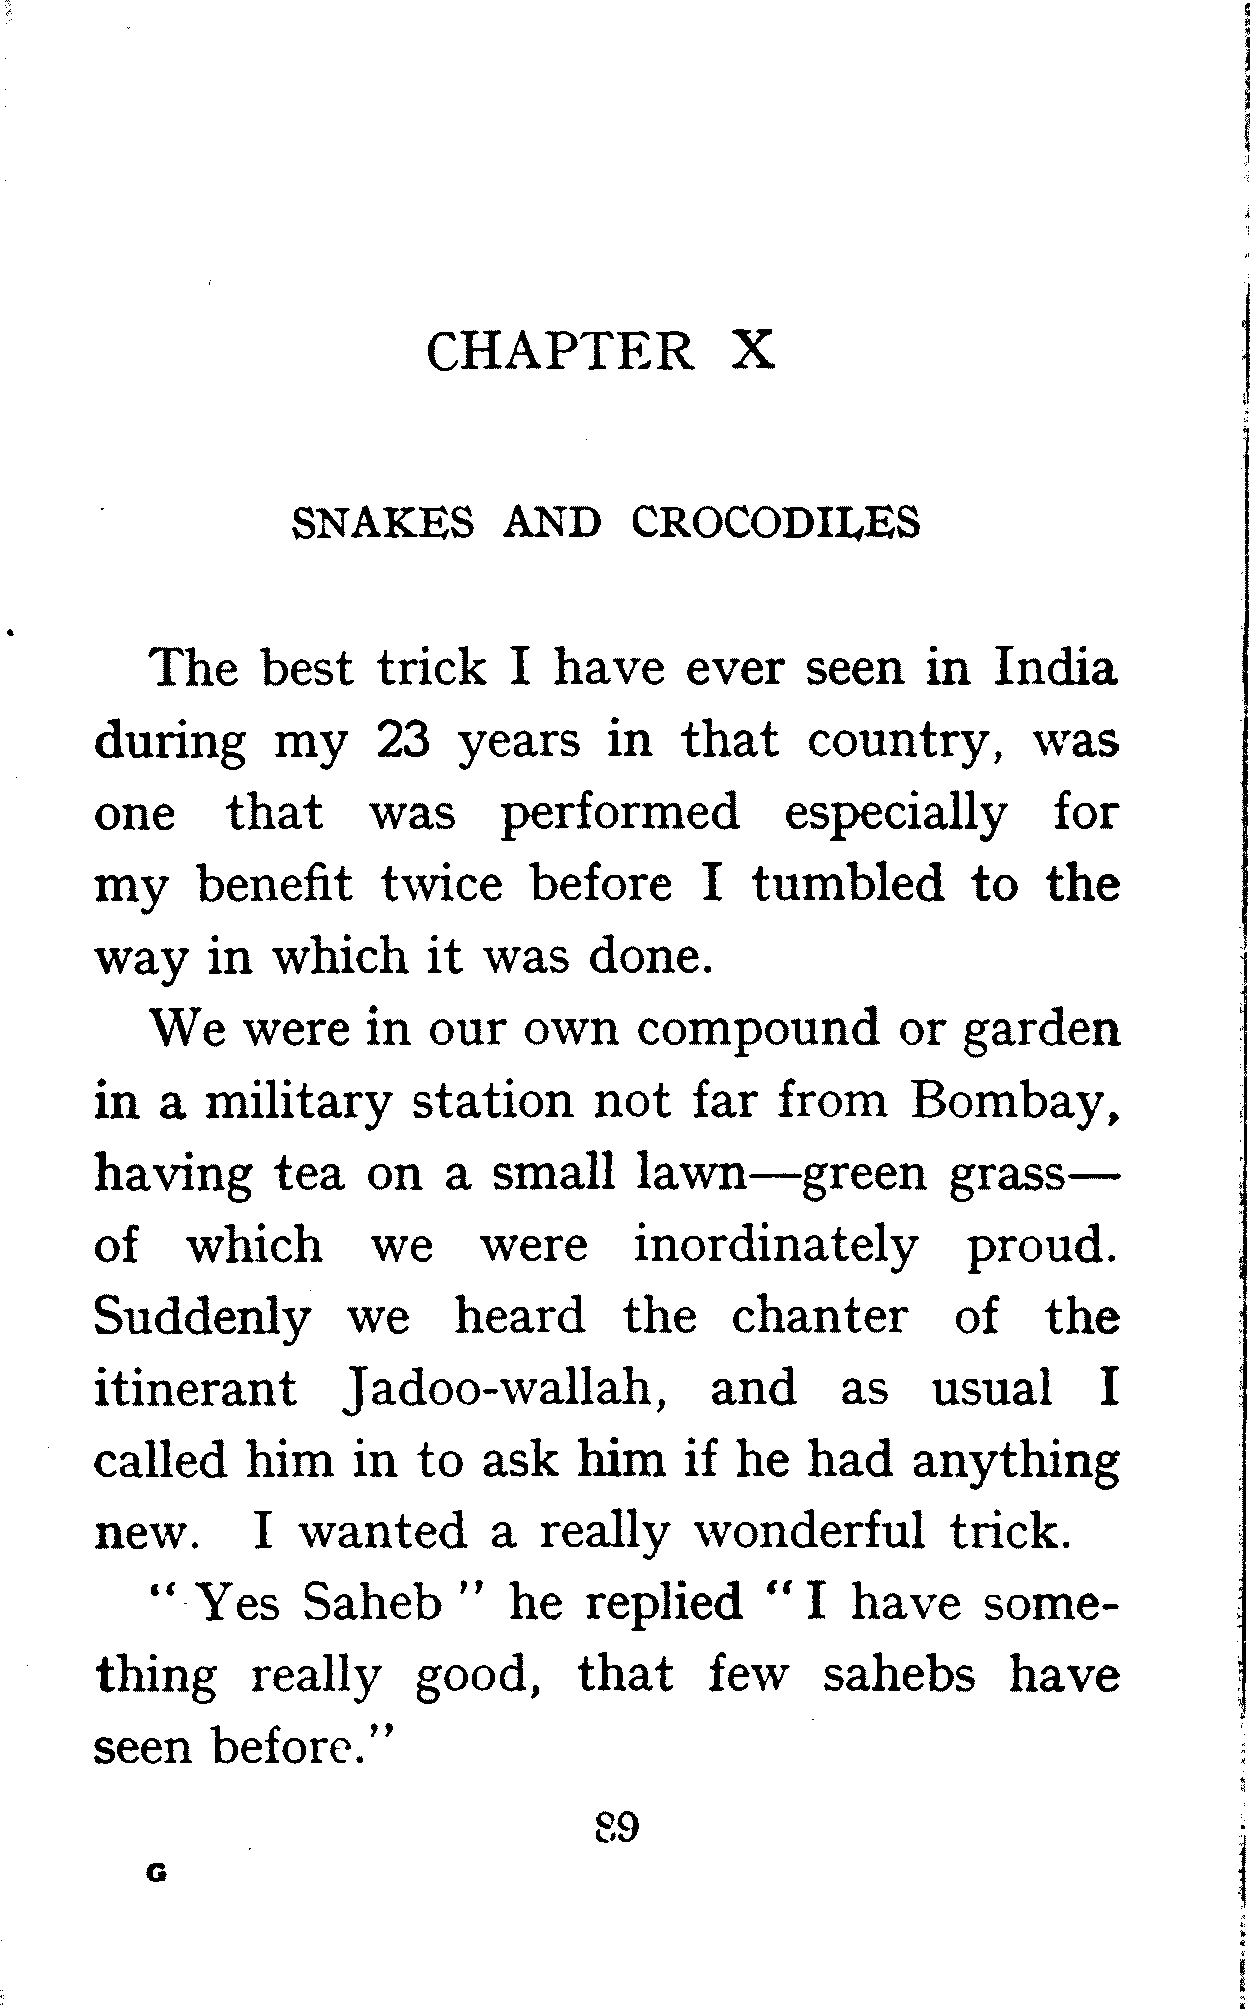 CHAPTER X
SNAKES AND CROCODILES
The best trick I have ever seen in India
during my 23 years in that country, was
one that was performed especially for
my benefit twice before I tumbled to the
way in which it was done.
We were in our own compound or garden
in a military station not far from Bombay,
having tea on a small lawn—green grass—
of which we were inordinately proud.
Suddenly we heard the chanter of the
itinerant Jadoo-wallah, and as usual I
called him in to ask him if he had anything
new. I wanted a really wonderful trick.
" Yes Saheb " he replied " I have some-
thing really good, that few sahebs have
seen before."
89
G